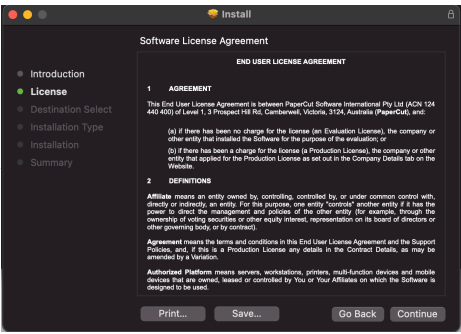 Install
Software License Agreement
Introduction
License
Destination Select
Installation Type
Installation
Summary
END USER LICENSE AGREEMENT
1 AGREEMENT
This End User License Agreement is between PaperCut Software International Pty Ltd (ACN 124
440 400) of Level 1, 3 Prospect Hill Rd, Camberwell, Victoria, 3124, Australia (PaperCut), and:
(a) if there has been no charge for the license (an Evaluation License), the company or
other entity that installed the Software for the purpose of the evaluation; or
(b) if there has been a charge for the license (a Production License), the company or other
entity that applied for the Production License as set out in the Company Details tab on the
Website.
2 DEFINITIONS
Affiliate means an entity owned by, controlling, controlled by, or under common control with,
directly or indirectly, an entity. For this purpose, one entity "controls" another entity if it has the
power to direct the management and policies of the other entity (for example, through the
ownership of voting securities or other equity interest, representation on its board of directors or
other governing body, or by contract).
Agreement means the terms and conditions in this End User License Agreement and the Support
Policies, and, if this is a Production License any details in the Contract Details, as may be
amended by a Variation.
Authorized Platform means servers, workstations, printers, multi-function devices and mobile
devices that are owned, leased or controlled by You or Your Affiliates on which the Software is
designed to be used.
Print... Save... Go Back Continue